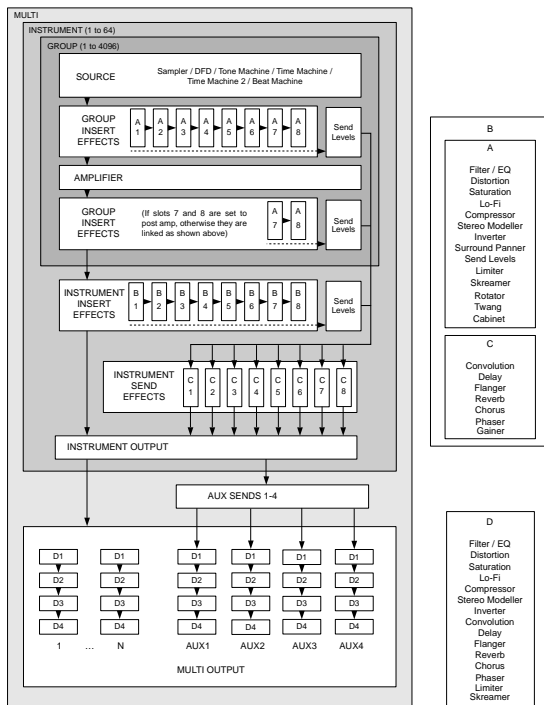 MULTI
INSTRUMENT (1 to 64)
GROUP (1 to 4096)
SOURCE
Sampler / DFD / Tone Machine / Time Machine /
Time Machine 2 / Beat Machine
GROUP
INSERT
EFFECTS
A 1
A 2
A 3
A 4
A 5
A 6
A 7
A 8
Send
Levels
AMPLIFIER
GROUP
INSERT
EFFECTS
(If slots 7 and 8 are set to
post amp, otherwise they are
linked as shown above)
A 7
A 8
Send
Levels
INSTRUMENT
INSERT
EFFECTS
B 1
B 2
B 3
B 4
B 5
B 6
B 7
B 8
Send
Levels
INSTRUMENT
SEND
EFFECTS
C 1
C 2
C 3
C 4
C 5
C 6
C 7
C 8
INSTRUMENT OUTPUT
AUX SENDS 1-4
D1 D1 D1 D1 D1 D1
D2 D2 D2 D2 D2 D2
D3 D3 D3 D3 D3 D3
D4 D4 D4 D4 D4 D4
1 ... N AUX1 AUX2 AUX3 AUX4
MULTI OUTPUT
B
A
Filter / EQ
Distortion
Saturation
Lo-Fi
Compressor
Stereo Modeller
Inverter
Surround Panner
Send Levels
Limiter
Skreamer
Rotator
Twang
Cabinet
C
Convolution
Delay
Flanger
Reverb
Chorus
Phaser
Gainer
D
Filter / EQ
Distortion
Saturation
Lo-Fi
Compressor
Stereo Modeller
Inverter
Convolution
Delay
Flanger
Reverb
Chorus
Phaser
Limiter
Skreamer